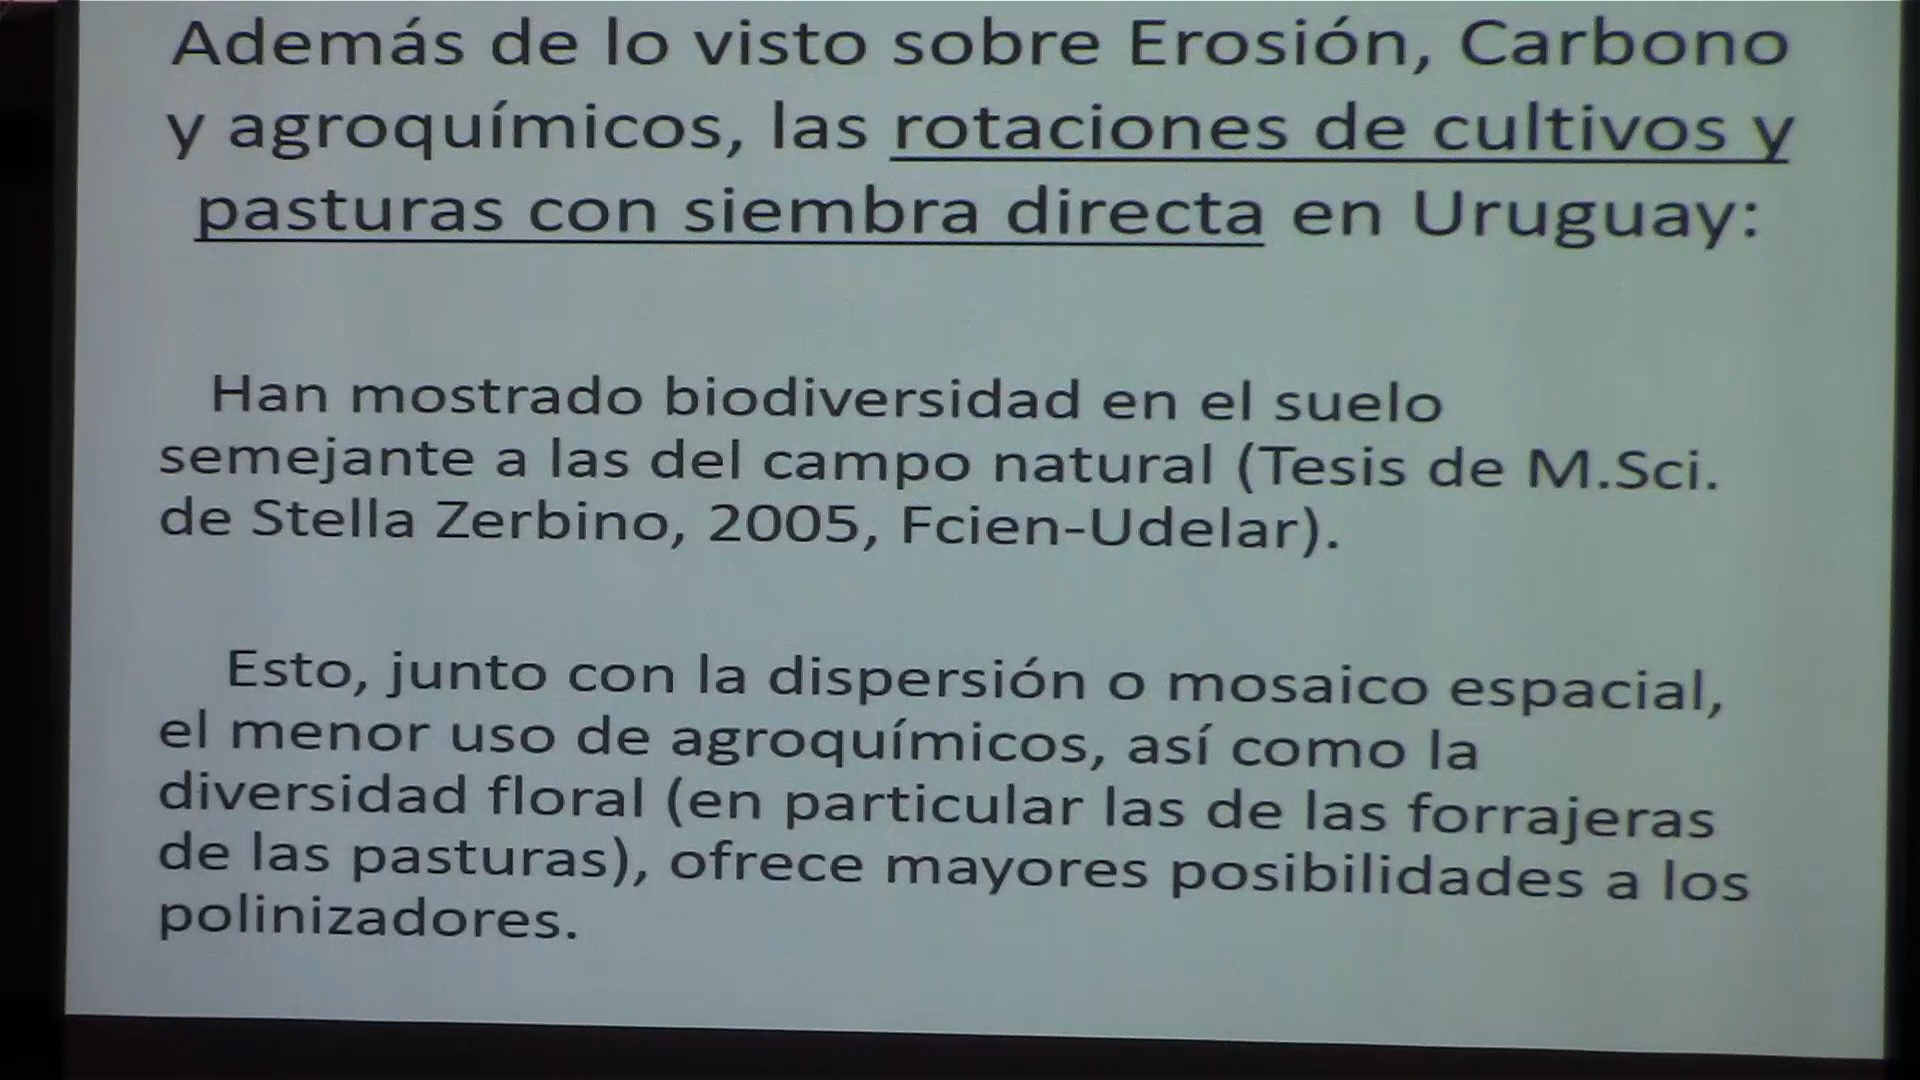 Además de lo visto sobre Erosión, Carbono
y agroquímicos, las rotaciones de cultivos y
pasturas con siembra directa en Uruguay:
Han mostrado biodiversidad en el suelo
semejante a las del campo natural (Tesis de M.Sci.
de Stella Zerbino, 2005, Fcien-Udelar).
Esto, junto con la dispersión o mosaico espacial,
el menor uso de agroquímicos, así como la
diversidad floral (en particular las de las forrajeras
de las pasturas), ofrece mayores posibilidades a los
polinizadores.